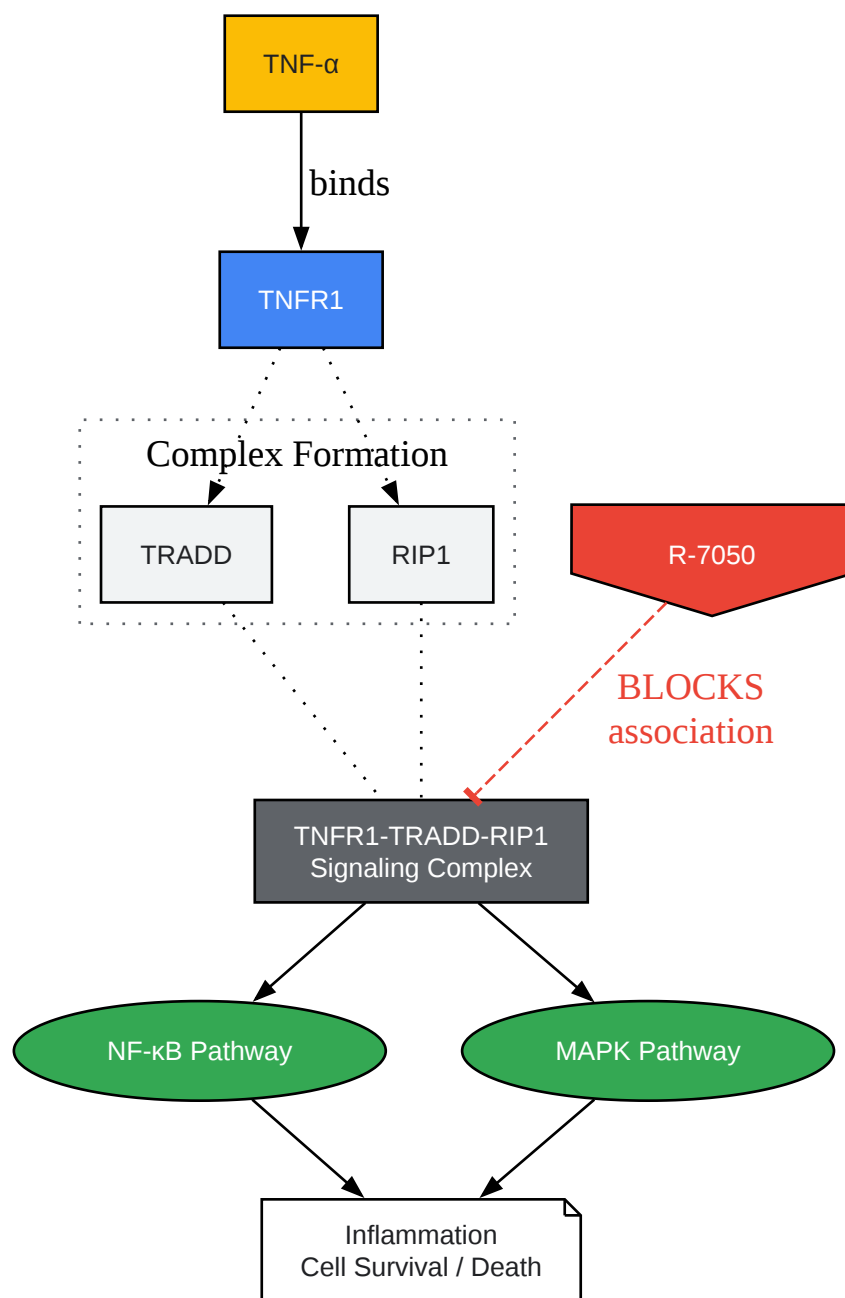 TNF-α
binds
TNFR1
Complex Formation
TRADD
RIP1
R-7050
BLOCKS
association
TNFR1-TRADD-RIP1
Signaling Complex
NF-κB Pathway
MAPK Pathway
Inflammation
Cell Survival / Death